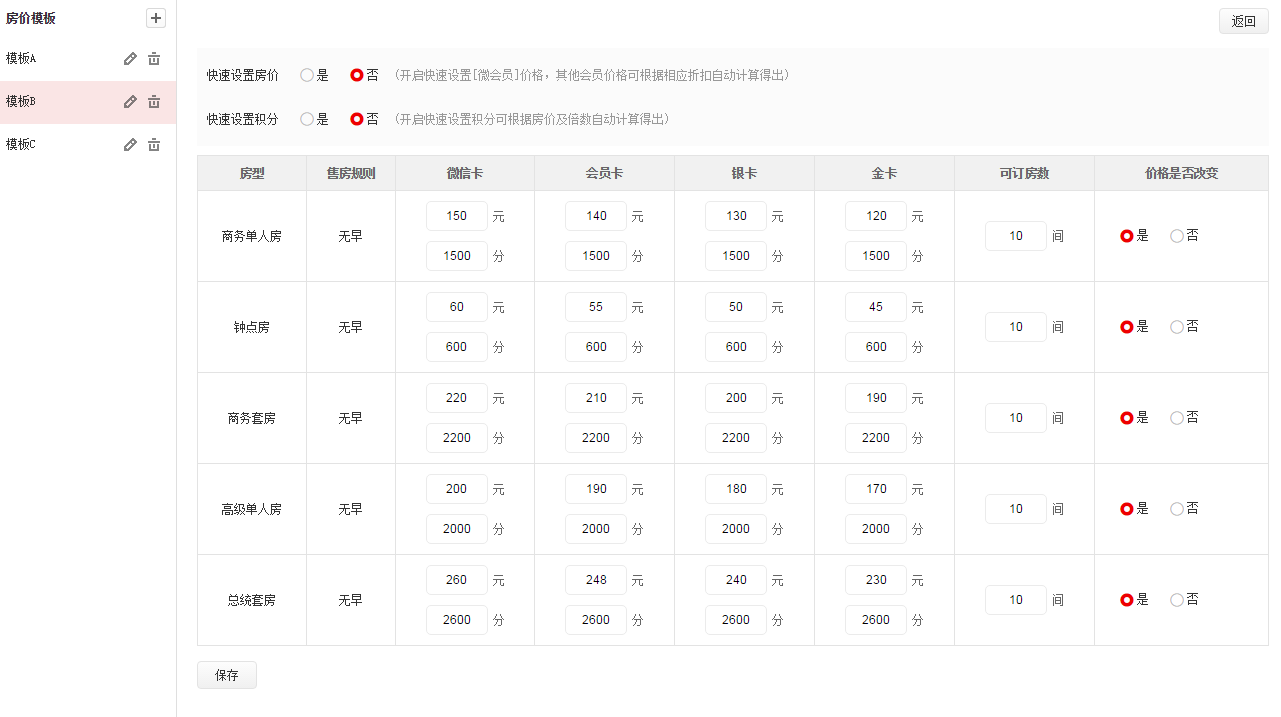 房价模板
返回
模板A
模板B
模板C
快速设置房价 是 否 (开启快速设置[微会员]价格，其他会员价格可根据相应折扣自动计算得出)
快速设置积分 是 否 (开启快速设置积分可根据房价及倍数自动计算得出)
房型 售房规则 微信卡 会员卡 银卡 金卡 可订房数 价格是否改变
150 元 140 元 130 元 120 元
商务单人房 无早 10 间 是 否
1500 分 1500 分 1500 分 1500 分
60 元 55 元 50 元 45 元
钟点房 无早 10 间 是 否
600 分 600 分 600 分 600 分
220 元 210 元 200 元 190 元
商务套房 无早 10 间 是 否
2200 分 2200 分 2200 分 2200 分
200 元 190 元 180 元 170 元
高级单人房 无早 10 间 是 否
2000 分 2000 分 2000 分 2000 分
260 元 248 元 240 元 230 元
总统套房 无早 10 间 是 否
2600 分 2600 分 2600 分 2600 分
保存